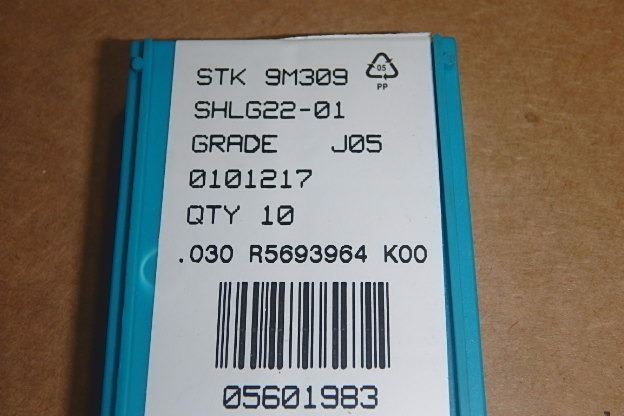 STK 9M309
05
PP
SHLG22-01
GRADE J05
0101217
QTY 10
.030 R5693964 K00
05601983